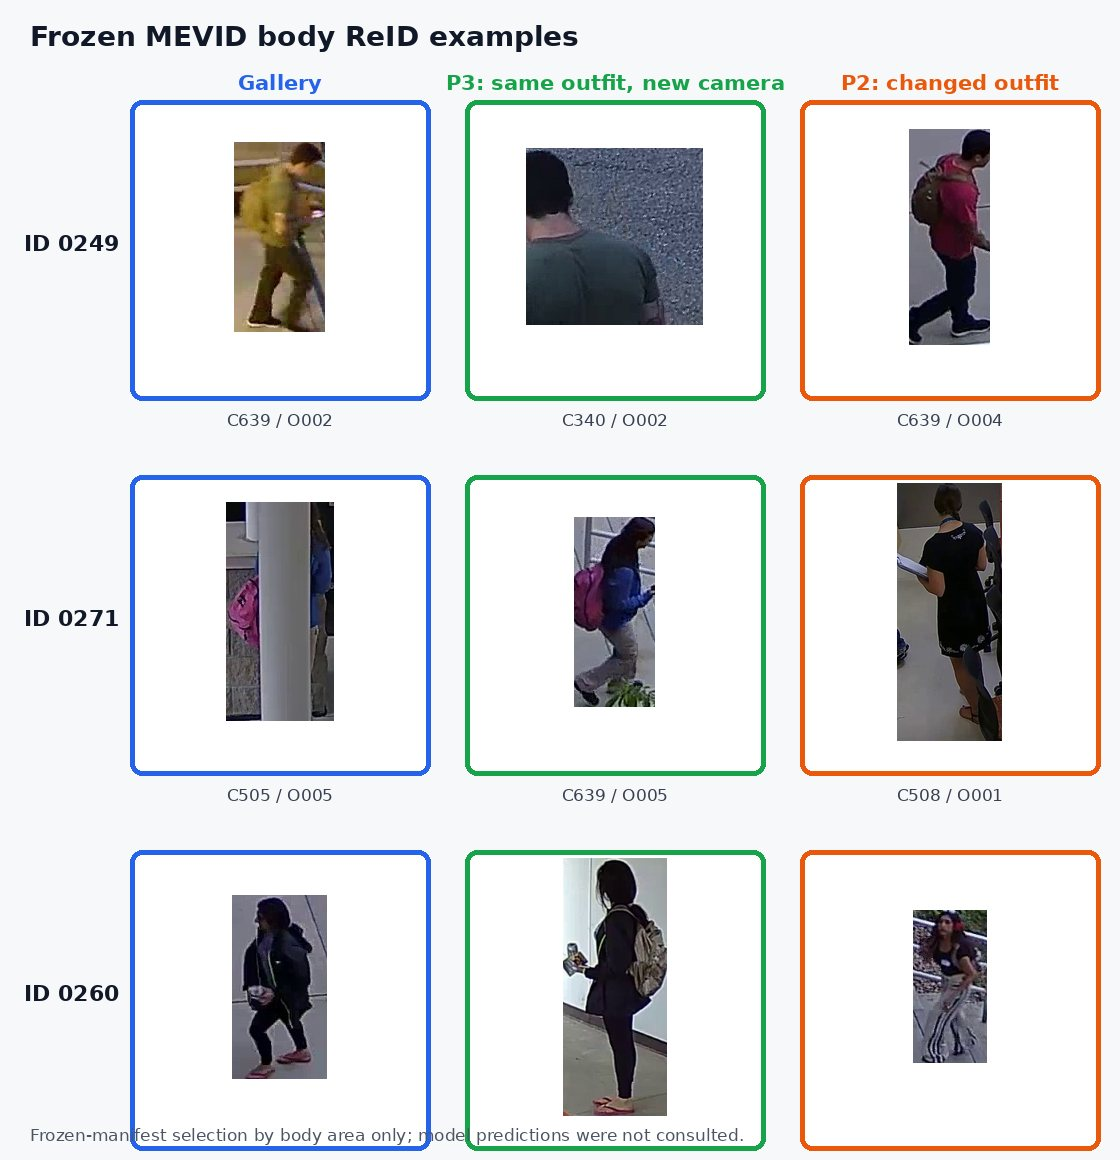 Frozen MEVID body ReID examples
Gallery P3: same outfit, new camera P2: changed outfit
ID 0249
C639 / O002 C340 / O002 C639 / O004
ID 0271
C505 / O005 C639 / O005 C508 / O001
ID 0260
Frozen-manifest selection by body area only; model predictions were not consulted.